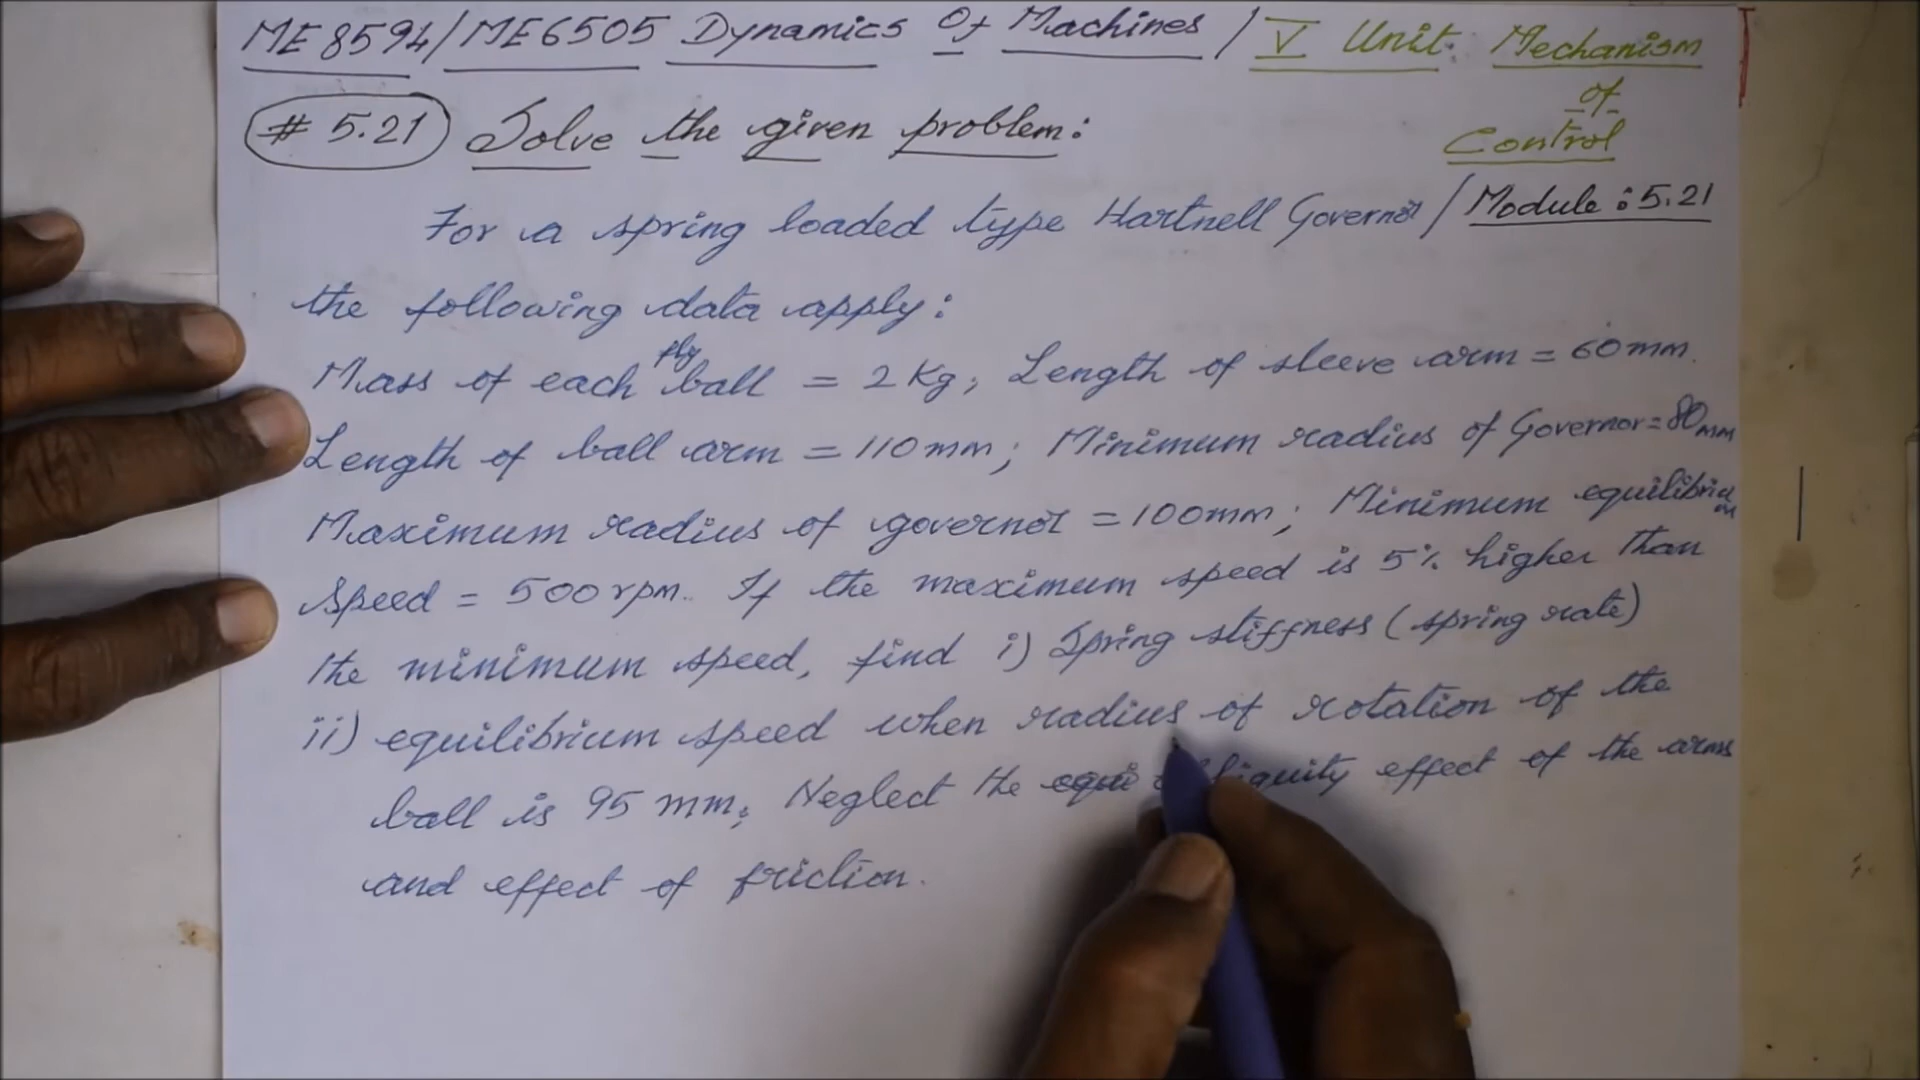 ME8594/ME6505 Dynamics Of Machines / V Unit: Mechanism
of
Control
# 5.21 Solve the given problem:
For a spring loaded type Hartnell Governor / Module : 5.21
the following data apply:
Mass of each fly ball = 2 Kg, Length of sleeve arm = 60mm.
Length of ball arm = 110mm; Minimum radius of Governor = 80mm
Maximum radius of governor = 100mm; Minimum equilibrium
Speed = 500rpm. If the maximum speed is 5% higher than
the minimum speed, find i) Spring stiffness (spring rate)
ii) equilibrium speed when radius of rotation of the
ball is 95 mm. Neglect the effect of the arms
and effect of friction.